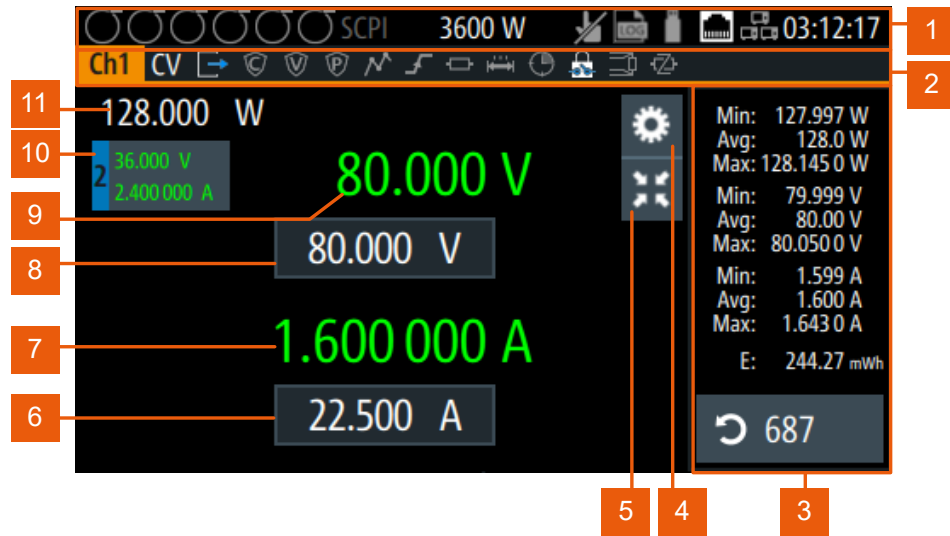 SCPI 3600 W LOG 03:12:17 1
Ch1 CV C V P Z 2
11 128.000 W
10 2 36.000 V
2.400 000 A
9 80.000 V
8 80.000 V
7 1.600 000 A
6 22.500 A
Min: 127.997 W
Avg: 128.0 W
Max: 128.145 0 W
Min: 79.999 V
Avg: 80.00 V
Max: 80.050 0 V
Min: 1.599 A
Avg: 1.600 A
Max: 1.643 0 A
E: 244.27 mWh
687
5 4 3